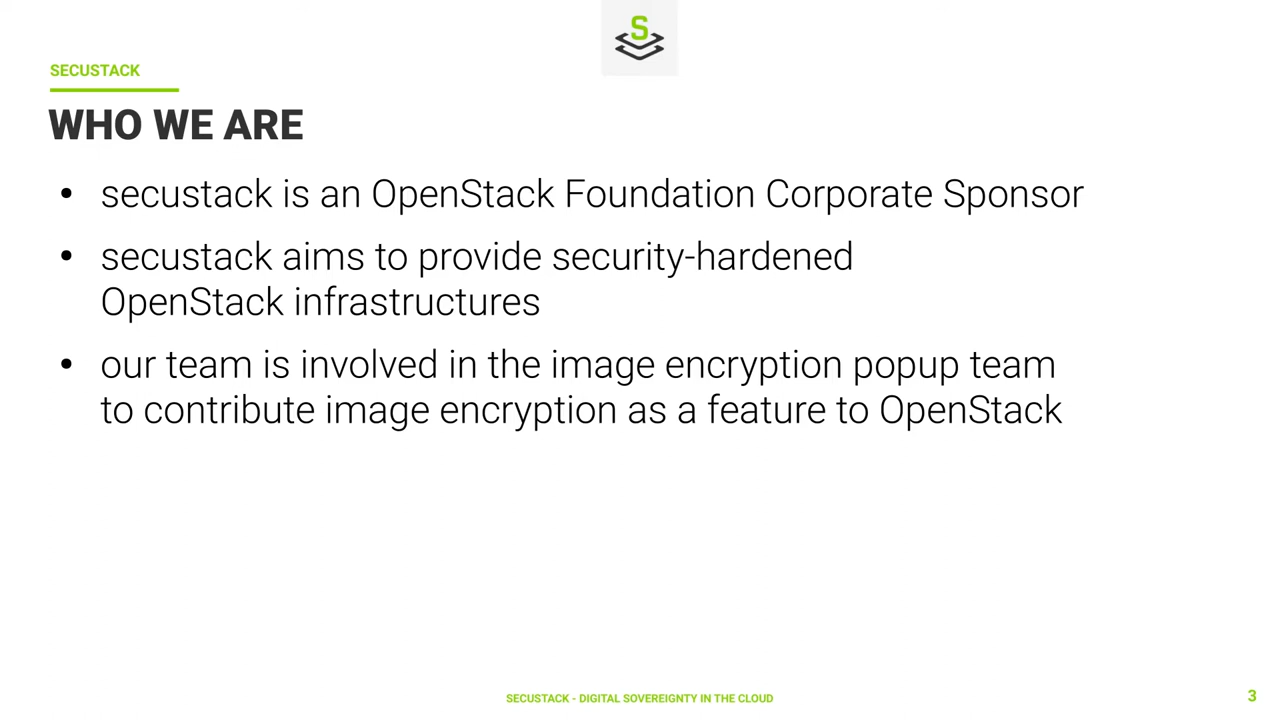 S
SECUSTACK
WHO WE ARE
• secustack is an OpenStack Foundation Corporate Sponsor
• secustack aims to provide security-hardened
OpenStack infrastructures
• our team is involved in the image encryption popup team
to contribute image encryption as a feature to OpenStack
SECUSTACK - DIGITAL SOVEREIGNTY IN THE CLOUD
3